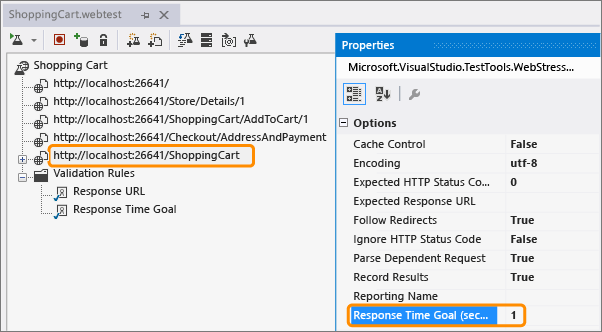 ShoppingCart.webtest
Shopping Cart
http://localhost:26641/
http://localhost:26641/Store/Details/1
http://localhost:26641/ShoppingCart/AddToCart/1
http://localhost:26641/Checkout/AddressAndPayment
http://localhost:26641/ShoppingCart
Validation Rules
Response URL
Response Time Goal
Properties
Microsoft.VisualStudio.TestTools.WebStress...
Options
Cache Control False
Encoding utf-8
Expected HTTP Status Co... 0
Expected Response URL
Follow Redirects True
Ignore HTTP Status Code False
Parse Dependent Request True
Record Results True
Reporting Name
Response Time Goal (sec... 1